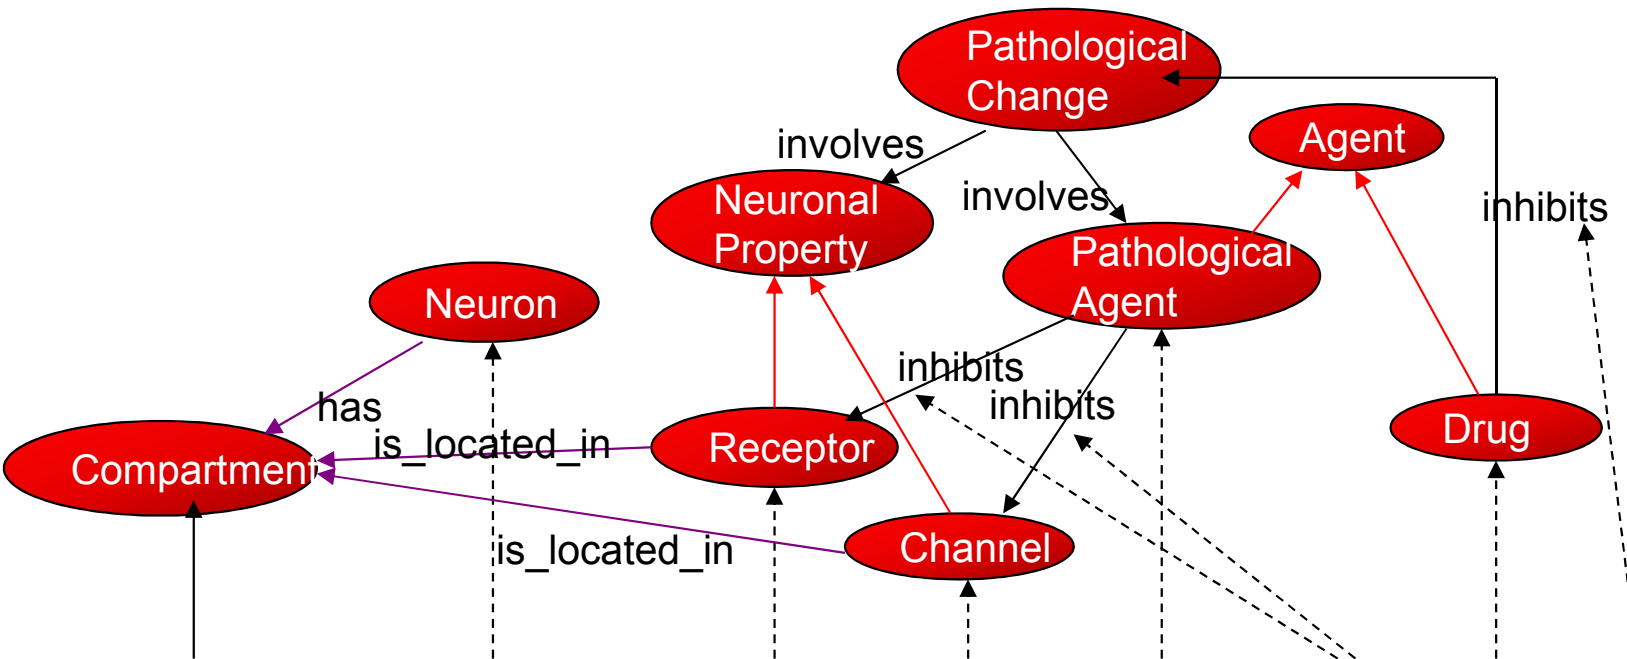 Pathological
Change
Agent
involves
Neuronal
Property
involves
inhibits
Pathological
Agent
Neuron
inhibits
inhibits
has
is_located_in
Receptor
Drug
Compartment
is_located_in
Channel